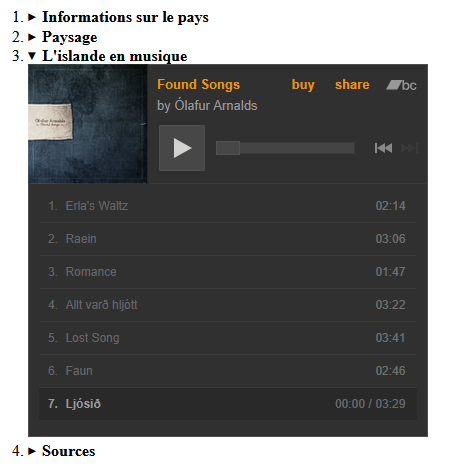 1. ▸ Informations sur le pays
2. ▸ Paysage
3. ▾ L'islande en musique
Found Songs buy share bc
by Ólafur Arnalds
Ólafur Arnalds
1. Erla's Waltz 02:14
2. Raein 03:06
3. Romance 01:47
4. Allt varð hljótt 03:22
5. Lost Song 03:41
6. Faun 02:46
7. Ljósið 00:00 / 03:29
4. ▸ Sources